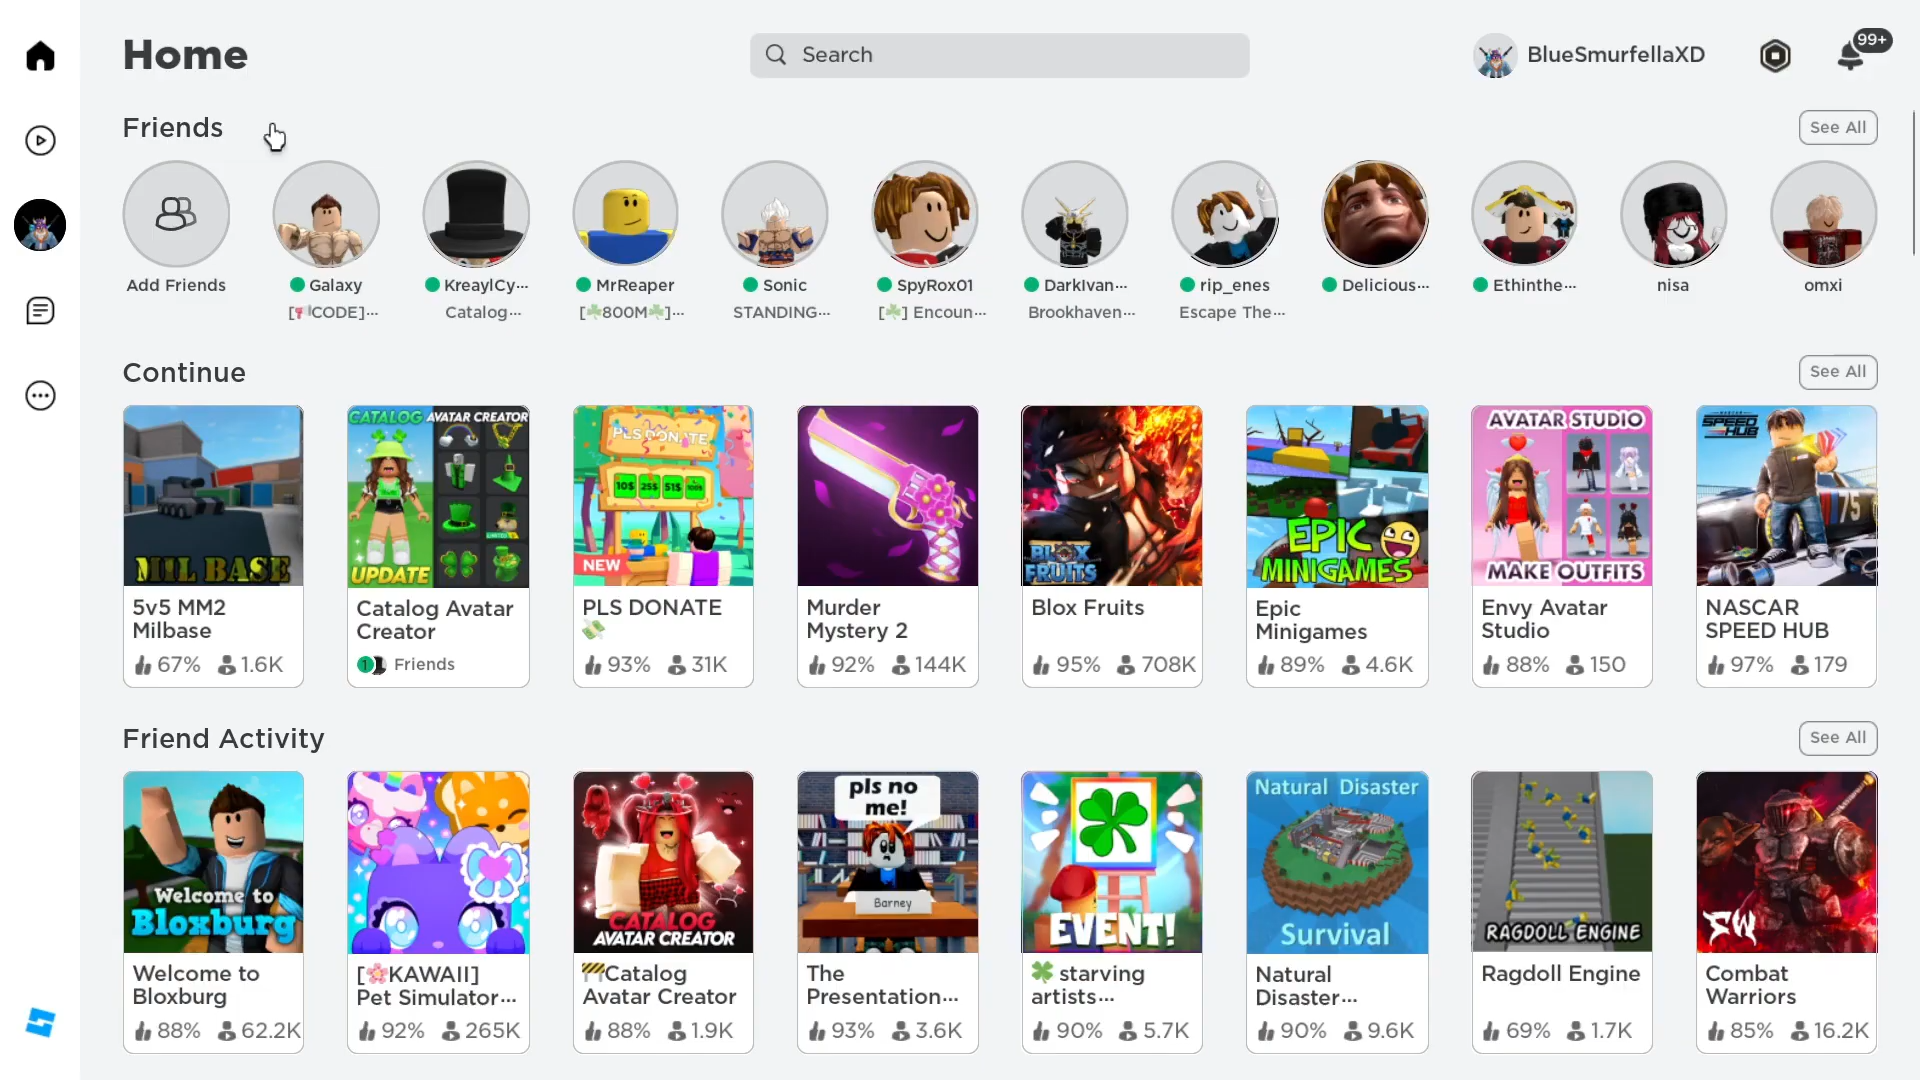 Home
Search
BlueSmurfellaXD
99+
Friends
See All
Add Friends
Galaxy
[CODE]...
KreaylCy...
Catalog...
MrReaper
[☘800M☘]...
Sonic
STANDING...
SpyRox01
[☘] Encoun...
DarkIvan...
Brookhaven...
rip_enes
Escape The...
Delicious...
Ethinthe...
nisa
omxi
Continue
See All
MIL BASE
5v5 MM2
Milbase
67% 1.6K
CATALOG AVATAR CREATOR
UPDATE
Catalog Avatar
Creator
1 Friends
PLS DONATE
10$ 25$ 51$ 100$
NEW
PLS DONATE
💸
93% 31K
Murder
Mystery 2
92% 144K
BLOX
FRUITS
Blox Fruits
95% 708K
EPIC
MINIGAMES
Epic
Minigames
89% 4.6K
AVATAR STUDIO
MAKE OUTFITS
Envy Avatar
Studio
88% 150
SPEED
HUB
75
NASCAR
SPEED HUB
97% 179
Friend Activity
See All
Welcome to
Bloxburg
Welcome to
Bloxburg
88% 62.2K
[🌸KAWAII]
Pet Simulator...
92% 265K
CATALOG
AVATAR CREATOR
🚧Catalog
Avatar Creator
88% 1.9K
pls no
me!
Barney
The
Presentation...
93% 3.6K
EVENT!
🍀 starving
artists...
90% 5.7K
Natural Disaster
Survival
Natural
Disaster...
90% 9.6K
RAGDOLL ENGINE
Ragdoll Engine
69% 1.7K
Combat
Warriors
85% 16.2K